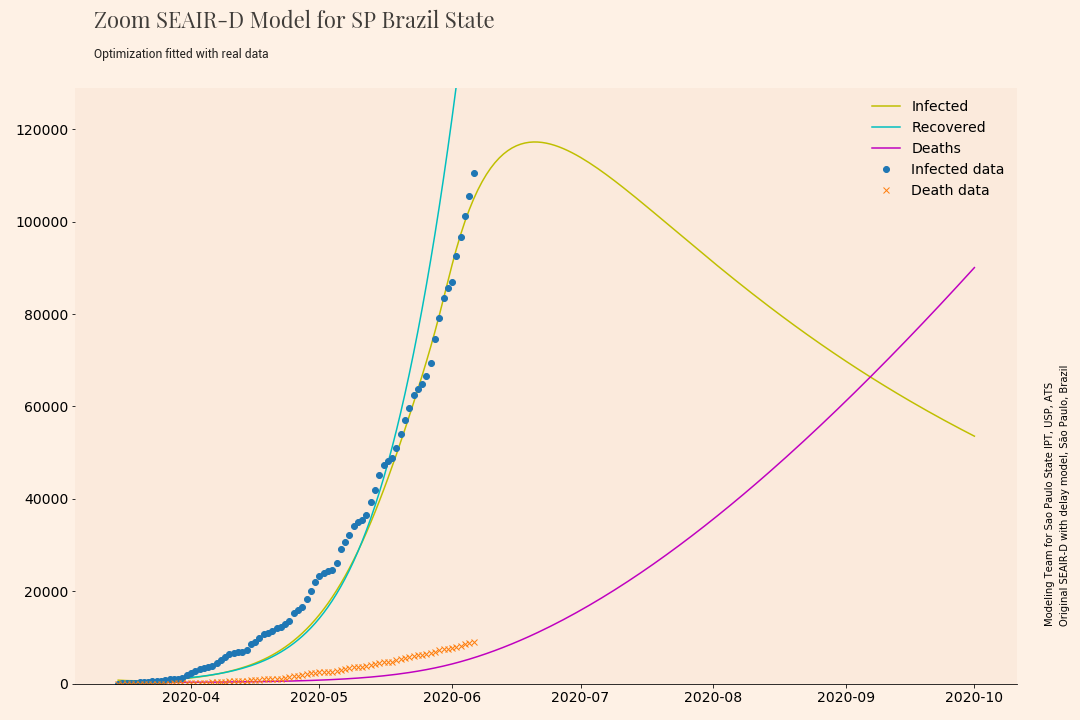 Zoom SEAIR-D Model for SP Brazil State
Optimization fitted with real data
Infected
Recovered
Deaths
Infected data
Death data
120000
100000
80000
60000
40000
20000
0
2020-04
2020-05
2020-06
2020-07
2020-08
2020-09
2020-10
Modeling Team for Sao Paulo State IPT, USP, ATS
Original SEAIR-D with delay model, São Paulo, Brazil